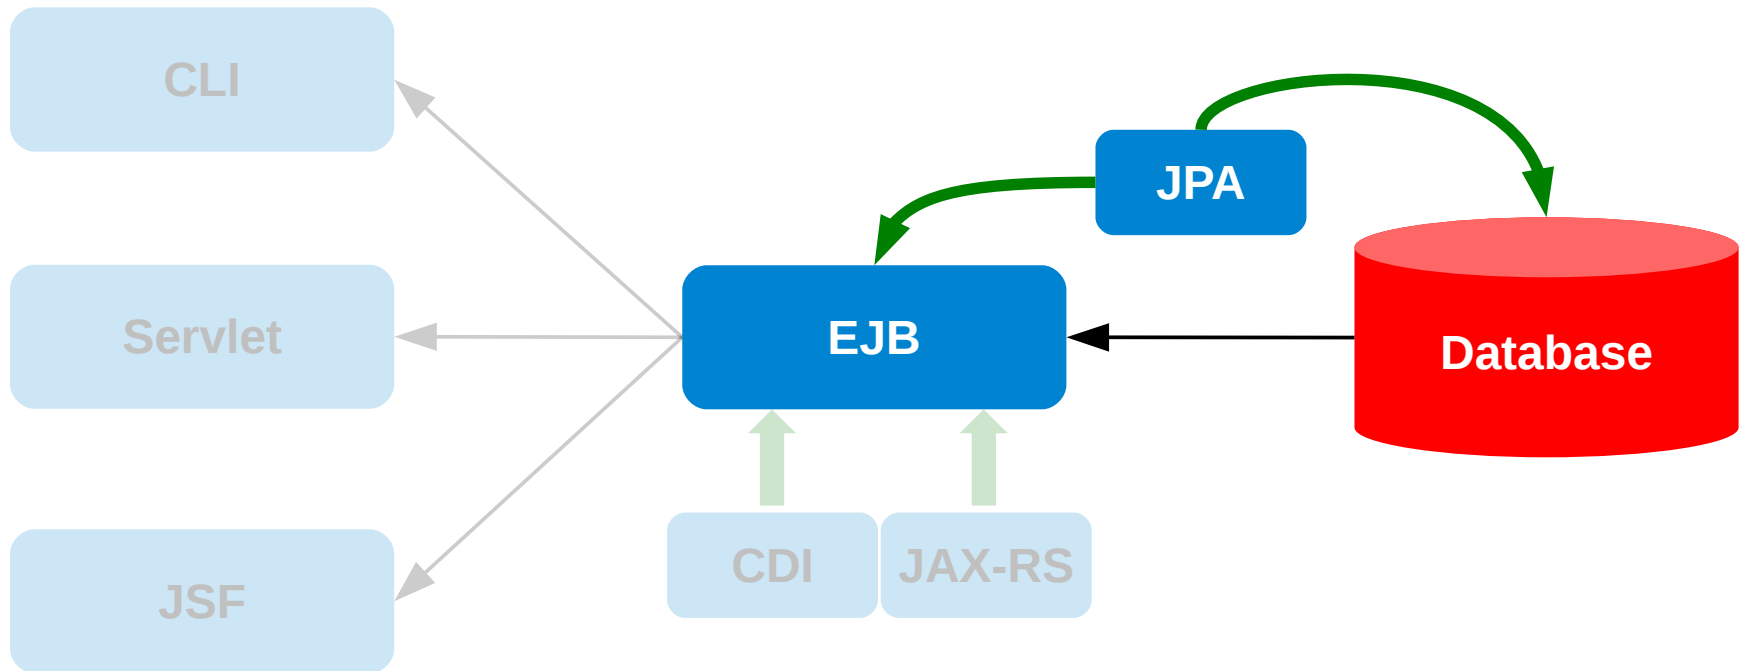 CLI
JPA
Servlet
EJB
Database
CDI
JAX-RS
JSF